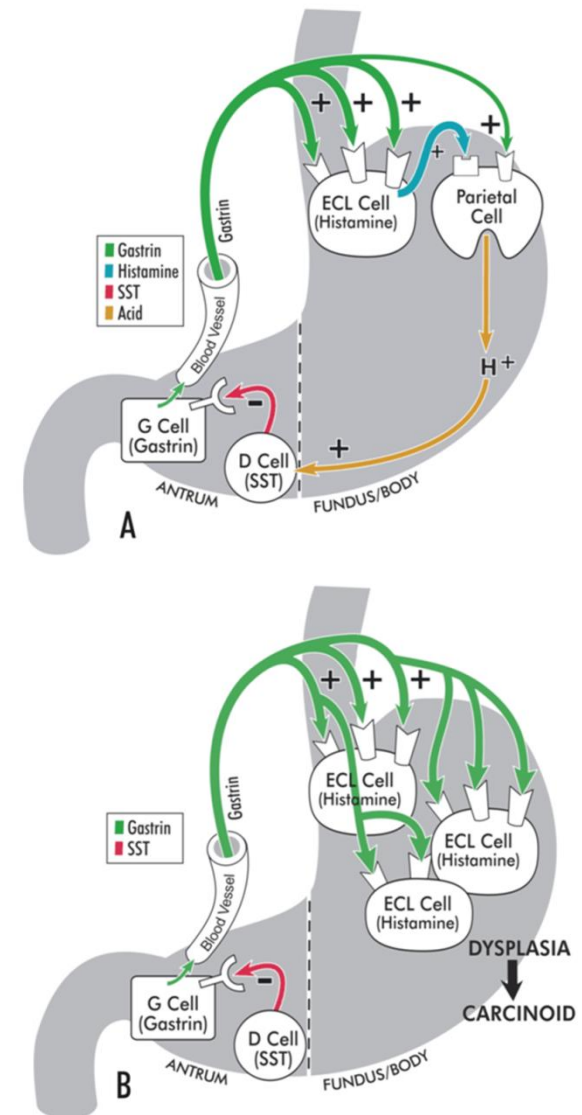 + + + +
+
ECL Cell
(Histamine)
Parietal
Cell
Gastrin
Gastrin
Histamine
SST
Acid
Blood Vessel
H+
G Cell
(Gastrin)
-
D Cell
(SST)
+
ANTRUM
FUNDUS/BODY
A
+ + +
Gastrin
ECL Cell
(Histamine)
Gastrin
SST
ECL Cell
(Histamine)
Blood Vessel
ECL Cell
(Histamine)
DYSPLASIA
CARCINOID
G Cell
(Gastrin)
-
D Cell
(SST)
ANTRUM
FUNDUS/BODY
B